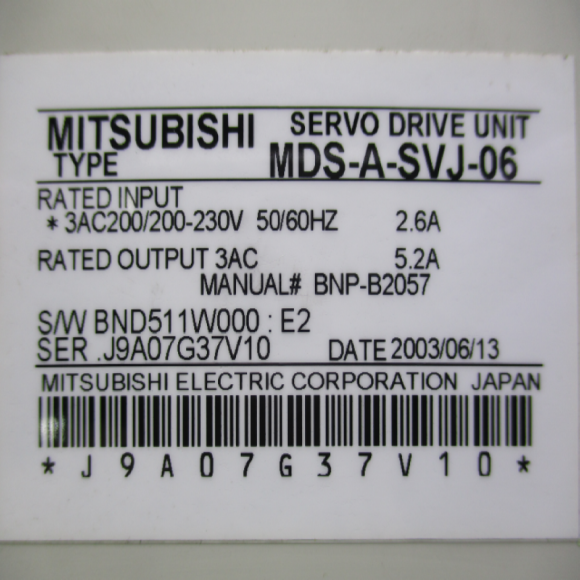 MITSUBISHI SERVO DRIVE UNIT
TYPE MDS-A-SVJ-06
RATED INPUT
* 3AC200/200-230V 50/60HZ 2.6A
RATED OUTPUT 3AC 5.2A
MANUAL# BNP-B2057
S/W BND511W000 : E2
SER .J9A07G37V10 DATE 2003/06/13
MITSUBISHI ELECTRIC CORPORATION JAPAN
* J 9 A 0 7 G 3 7 V 1 0 *